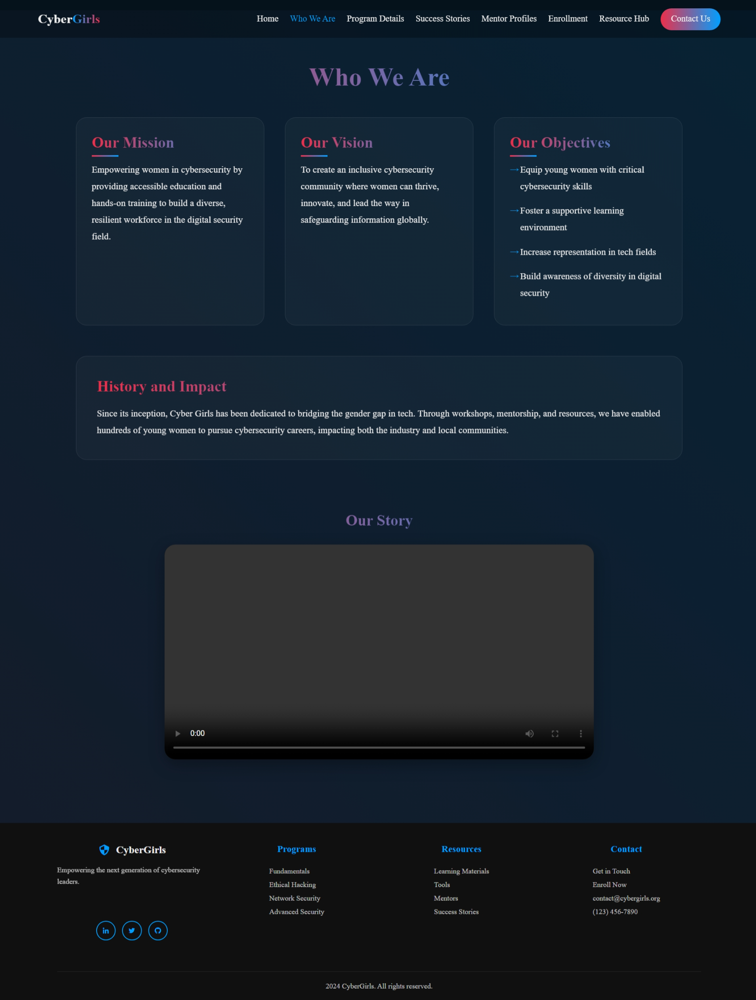 CyberGirls
Home Who We Are Program Details Success Stories Mentor Profiles Enrollment Resource Hub Contact Us
Who We Are
Our Mission
Empowering women in cybersecurity by
providing accessible education and
hands-on training to build a diverse,
resilient workforce in the digital security
field.
Our Vision
To create an inclusive cybersecurity
community where women can thrive,
innovate, and lead the way in
safeguarding information globally.
Our Objectives
→Equip young women with critical
cybersecurity skills
→Foster a supportive learning
environment
→Increase representation in tech fields
→Build awareness of diversity in digital
security
History and Impact
Since its inception, Cyber Girls has been dedicated to bridging the gender gap in tech. Through workshops, mentorship, and resources, we have enabled
hundreds of young women to pursue cybersecurity careers, impacting both the industry and local communities.
Our Story
0:00
CyberGirls
Empowering the next generation of cybersecurity
leaders.
in
Programs
Fundamentals
Ethical Hacking
Network Security
Advanced Security
Resources
Learning Materials
Tools
Mentors
Success Stories
Contact
Get in Touch
Enroll Now
contact@cybergirls.org
(123) 456-7890
2024 CyberGirls. All rights reserved.